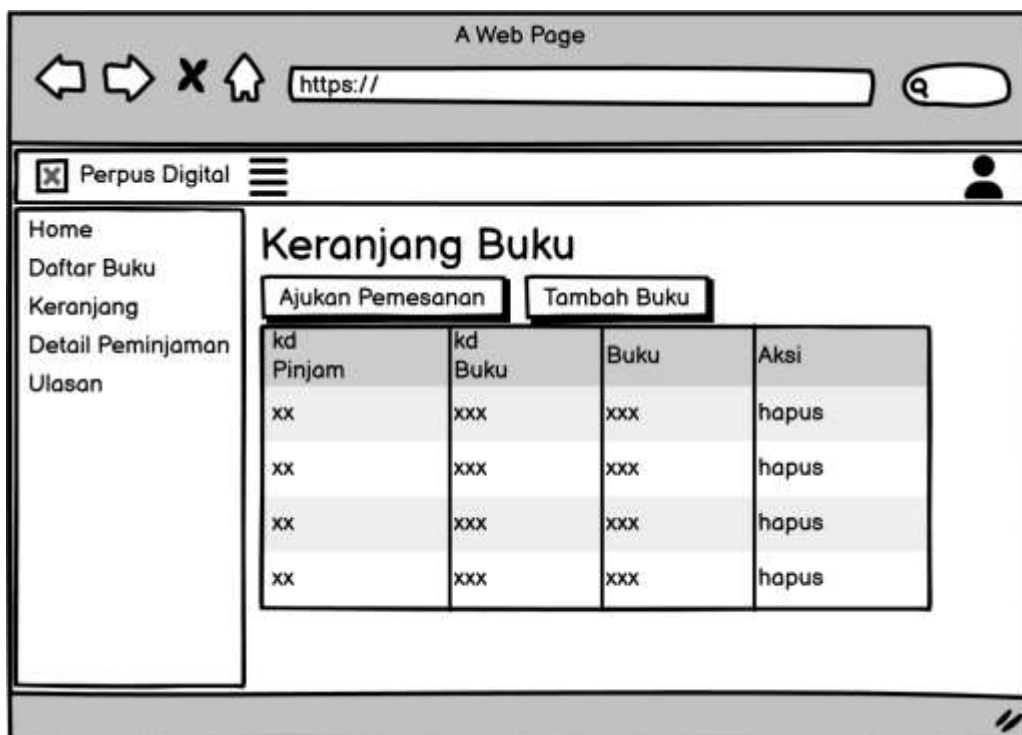 A Web Page
https://
Perpus Digital
Home
Daftar Buku
Keranjang
Detail Peminjaman
Ulasan
Keranjang Buku
Ajukan Pemesanan Tambah Buku
kd Pinjam kd Buku Buku Aksi
xx xxx xxx hapus
xx xxx xxx hapus
xx xxx xxx hapus
xx xxx xxx hapus